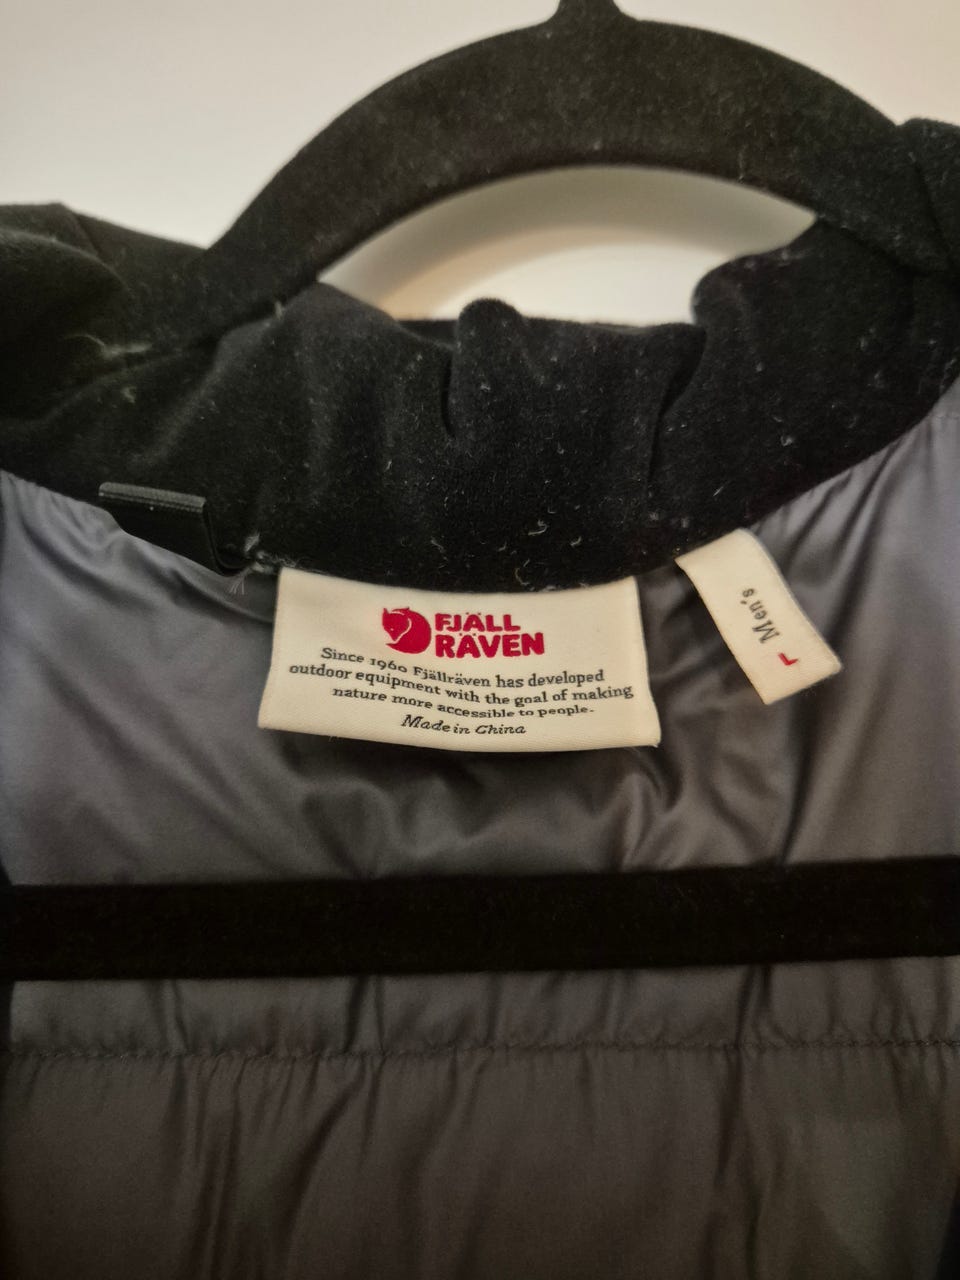 FJÄLL
RÄVEN
Since 1960 Fjällräven has developed
outdoor equipment with the goal of making
nature more accessible to people.
Made in China
Men's
L